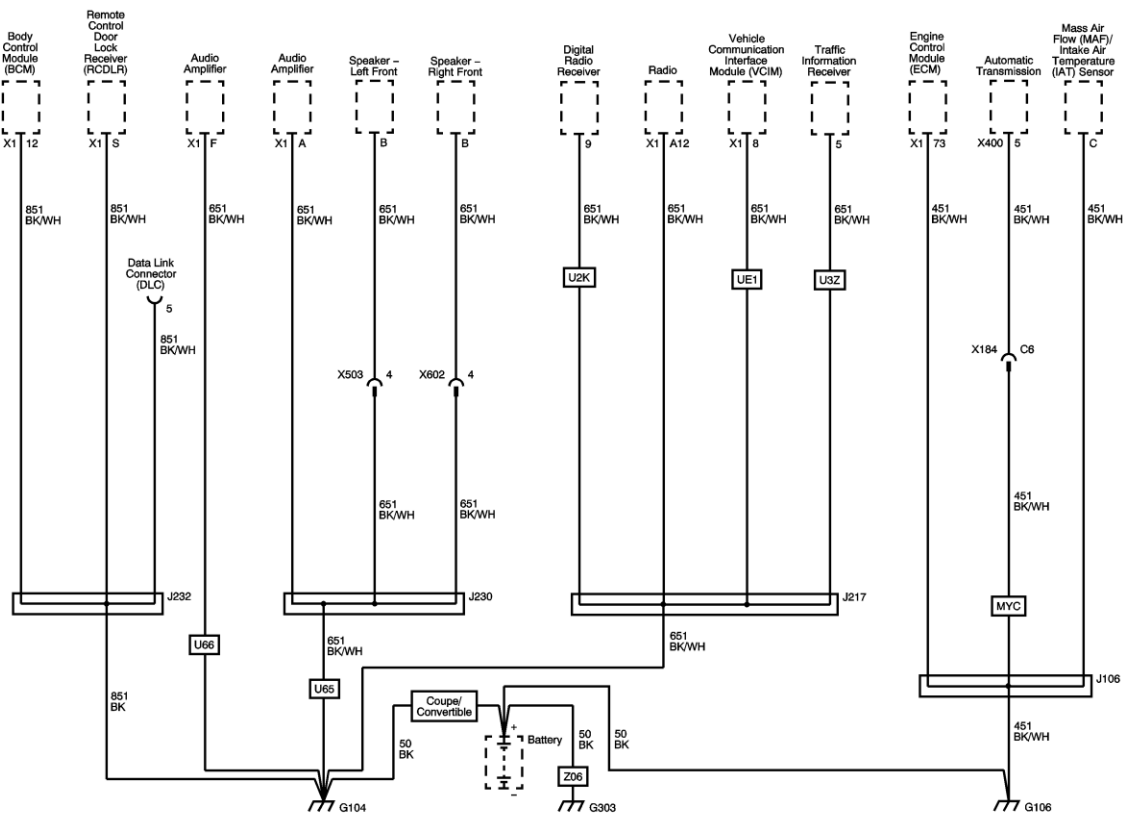 Body
Control
Module
(BCM)
Remote
Control
Door
Lock
Receiver
(RCDLR)
Audio
Amplifier
Audio
Amplifier
Speaker –
Left Front
Speaker –
Right Front
Digital
Radio
Receiver
Radio
Vehicle
Communication
Interface
Module (VCIM)
Traffic
Information
Receiver
Engine
Control
Module
(ECM)
Automatic
Transmission
Mass Air
Flow (MAF)/
Intake Air
Temperature
(IAT) Sensor
X1 12
X1 S
X1 F
X1 A
B
B
9
X1 A12
X1 8
5
X1 73
X400 5
C
851
BK/WH
851
BK/WH
651
BK/WH
651
BK/WH
651
BK/WH
651
BK/WH
651
BK/WH
651
BK/WH
651
BK/WH
651
BK/WH
451
BK/WH
451
BK/WH
451
BK/WH
Data Link
Connector
(DLC)
5
U2K
UE1
U3Z
851
BK/WH
X184 C6
X503 4
X602 4
651
BK/WH
651
BK/WH
451
BK/WH
J232
J230
J217
MYC
U66
651
BK/WH
651
BK/WH
U65
J106
851
BK
Coupe/
Convertible
451
BK/WH
50
BK
+
Battery
–
50
BK
50
BK
Z06
G104
G303
G106